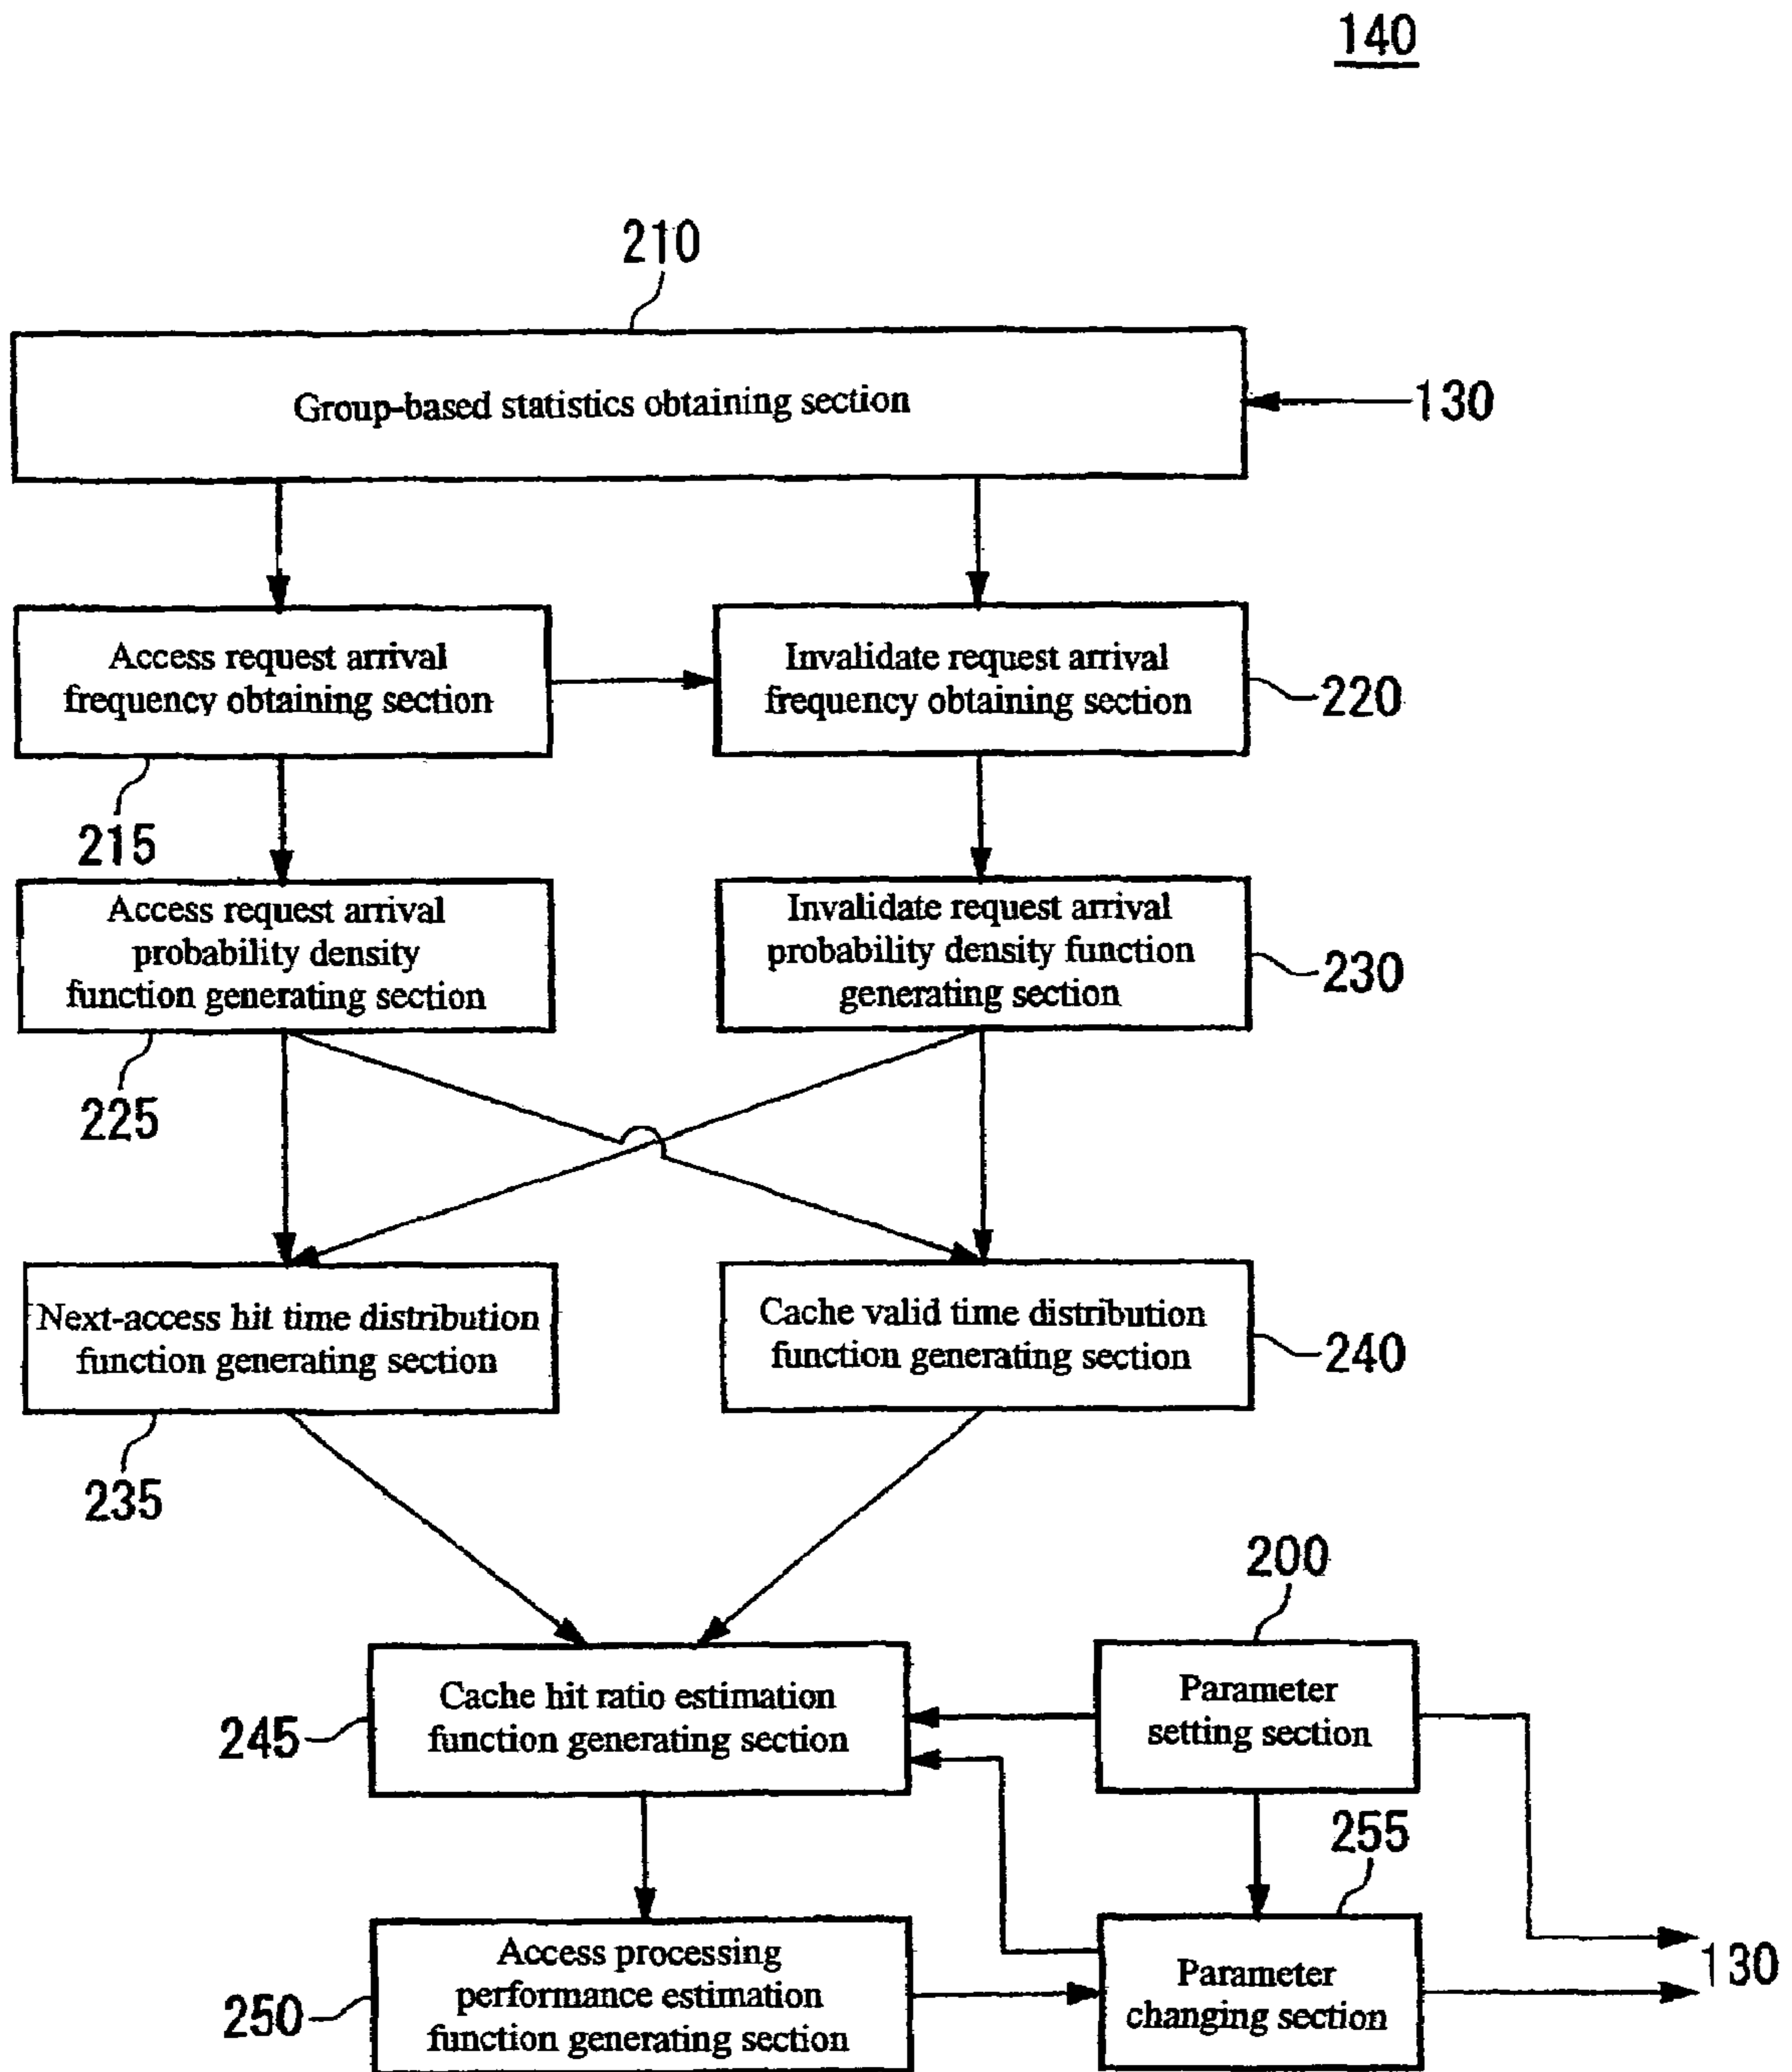 140
210
Group-based statistics obtaining section
130
Access request arrival
frequency obtaining section
215
Invalidate request arrival
frequency obtaining section
220
Access request arrival
probability density
function generating section
225
Invalidate request arrival
probability density function
generating section
230
Next-access hit time distribution
function generating section
235
Cache valid time distribution
function generating section
240
245
Cache hit ratio estimation
function generating section
200
Parameter
setting section
250
Access processing
performance estimation
function generating section
255
Parameter
changing section
130